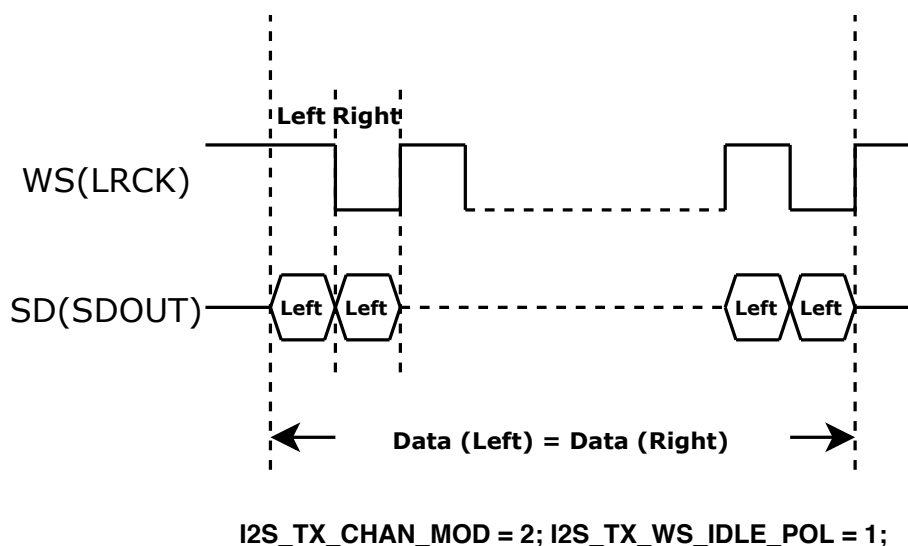 Left Right
WS(LRCK)
SD(SDOUT) Left Left Left Left
Data (Left) = Data (Right)
I2S_TX_CHAN_MOD = 2; I2S_TX_WS_IDLE_POL = 1;